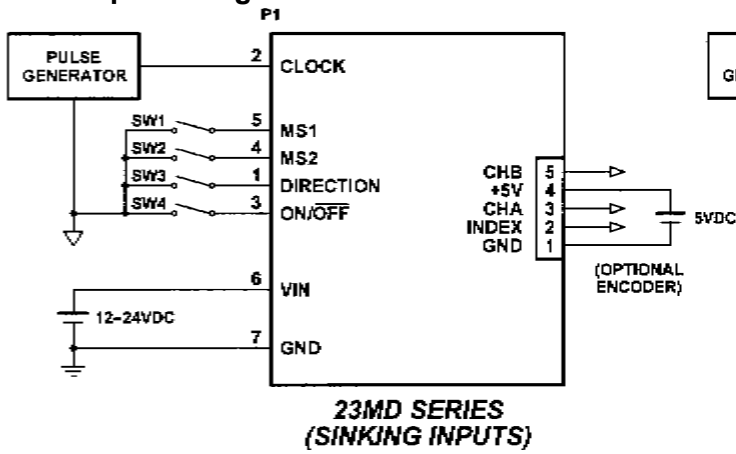 P1
PULSE
GENERATOR
2
CLOCK
SW1
5
MS1
SW2
4
MS2
SW3
1
DIRECTION
SW4
3
ON/OFF
6
VIN
12-24VDC
7
GND
CHB 5
+5V 4
CHA 3
INDEX 2
GND 1
5VDC
(OPTIONAL
ENCODER)
23MD SERIES
(SINKING INPUTS)